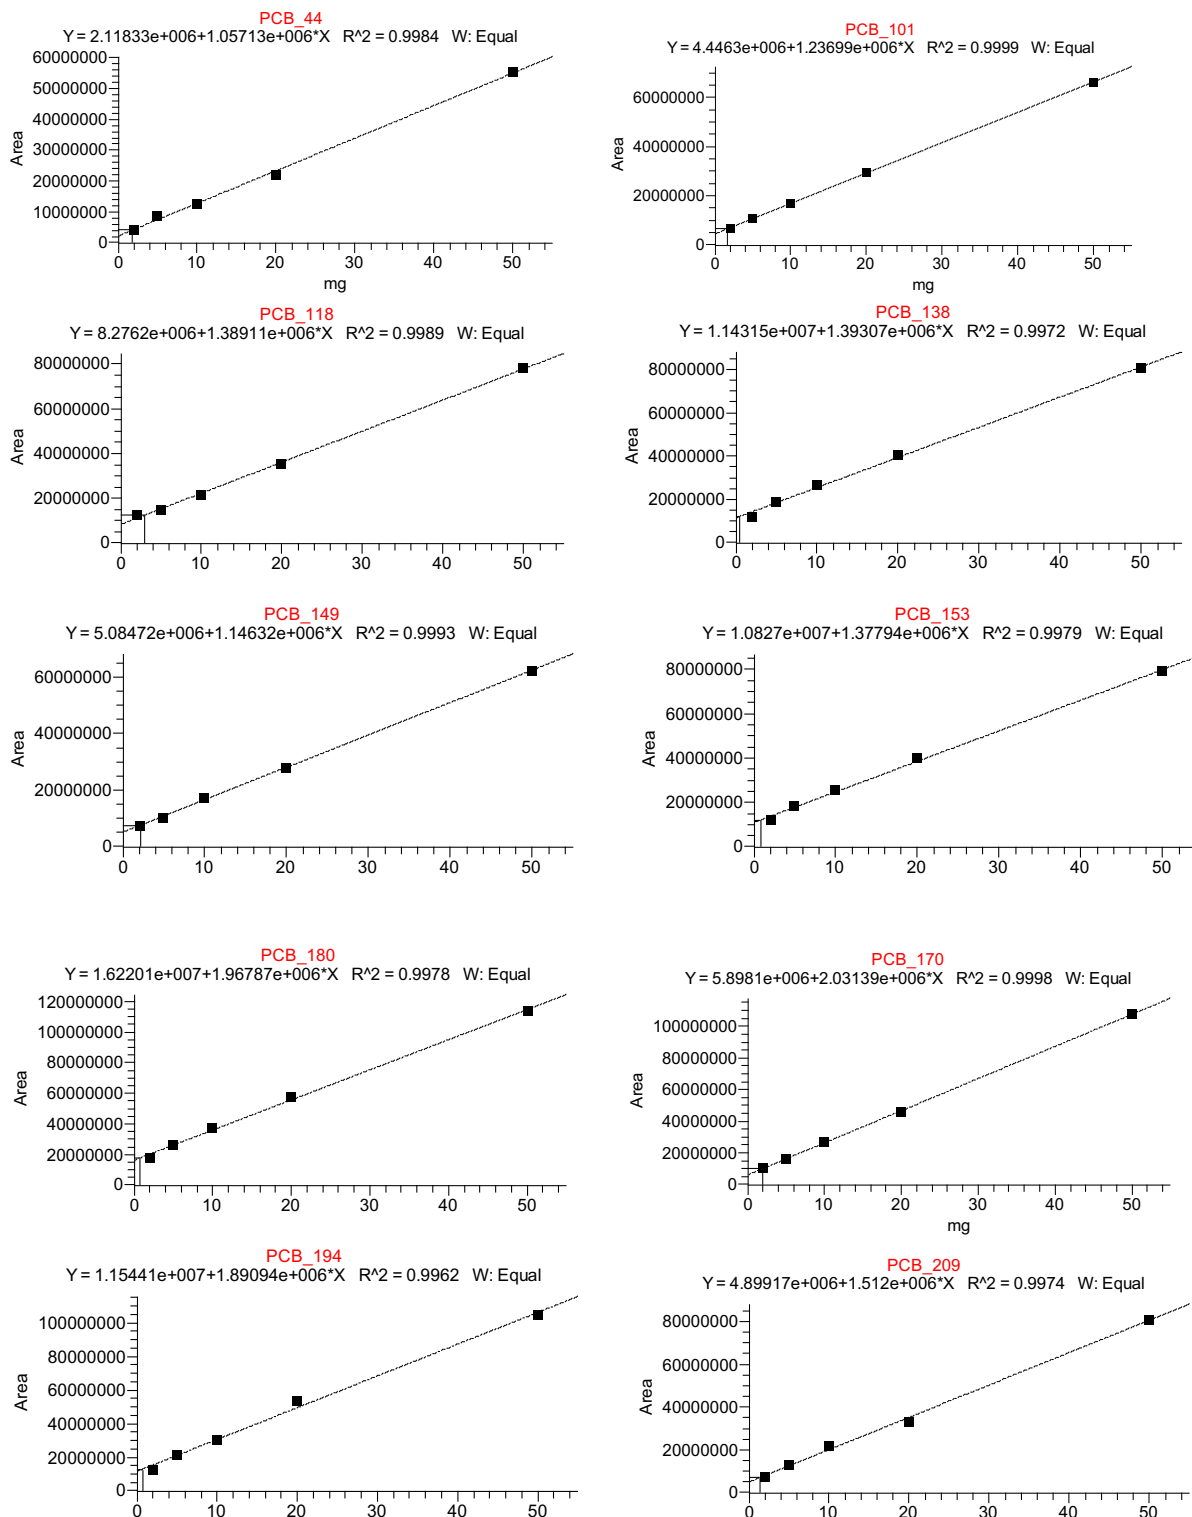 PCB_44
Y = 2.11833e+006+1.05713e+006*X R^2 = 0.9984 W: Equal
60000000
50000000
40000000
30000000
20000000
10000000
0
Area
0 10 20 30 40 50
mg
PCB_101
Y = 4.4463e+006+1.23699e+006*X R^2 = 0.9999 W: Equal
60000000
40000000
20000000
0
Area
0 10 20 30 40 50
mg
PCB_118
Y = 8.2762e+006+1.38911e+006*X R^2 = 0.9989 W: Equal
80000000
60000000
40000000
20000000
0
Area
0 10 20 30 40 50
PCB_138
Y = 1.14315e+007+1.39307e+006*X R^2 = 0.9972 W: Equal
80000000
60000000
40000000
20000000
0
Area
0 10 20 30 40 50
PCB_149
Y = 5.08472e+006+1.14632e+006*X R^2 = 0.9993 W: Equal
60000000
40000000
20000000
0
Area
0 10 20 30 40 50
PCB_153
Y = 1.0827e+007+1.37794e+006*X R^2 = 0.9979 W: Equal
80000000
60000000
40000000
20000000
0
Area
0 10 20 30 40 50
PCB_180
Y = 1.62201e+007+1.96787e+006*X R^2 = 0.9978 W: Equal
120000000
100000000
80000000
60000000
40000000
20000000
0
Area
0 10 20 30 40 50
PCB_170
Y = 5.8981e+006+2.03139e+006*X R^2 = 0.9998 W: Equal
100000000
80000000
60000000
40000000
20000000
0
Area
0 10 20 30 40 50
mg
PCB_194
Y = 1.15441e+007+1.89094e+006*X R^2 = 0.9962 W: Equal
100000000
80000000
60000000
40000000
20000000
0
Area
0 10 20 30 40 50
PCB_209
Y = 4.89917e+006+1.512e+006*X R^2 = 0.9974 W: Equal
80000000
60000000
40000000
20000000
0
Area
0 10 20 30 40 50